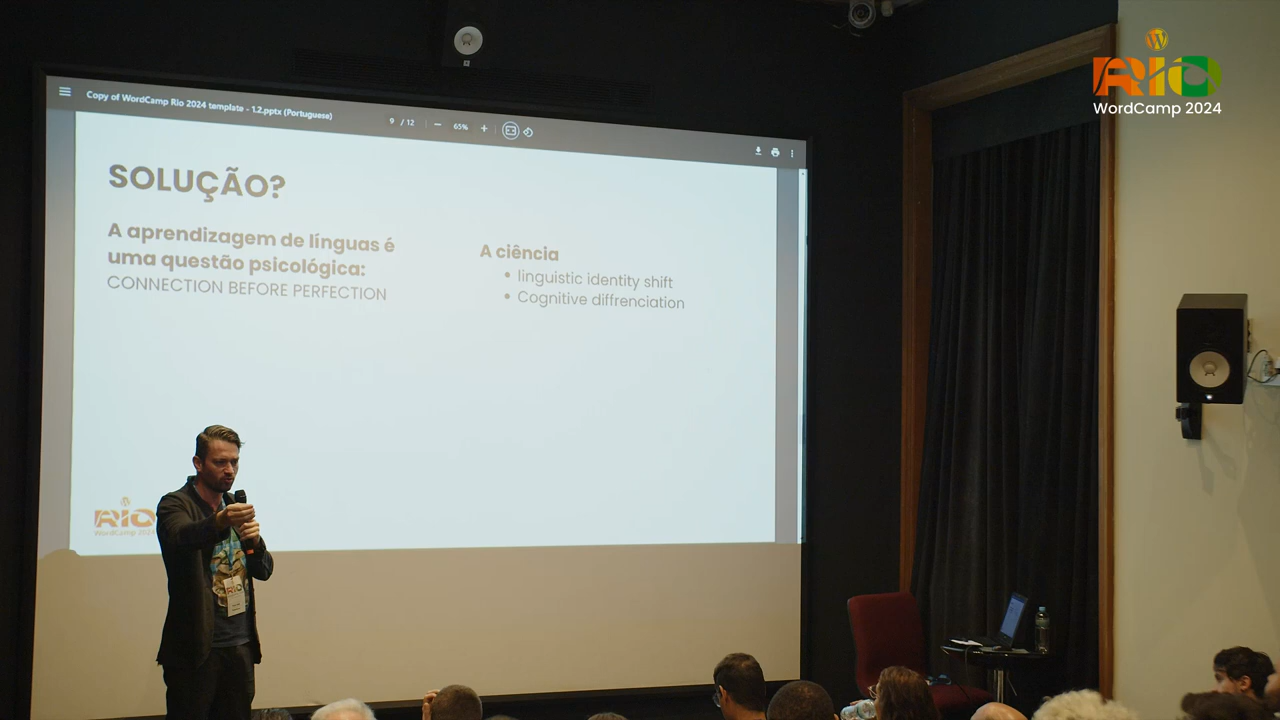 RIO
WordCamp 2024
Copy of WordCamp Rio 2024 template - 1.2.pptx (Portuguese)
9 / 12
65%
SOLUÇÃO?
A aprendizagem de línguas é
uma questão psicológica:
CONNECTION BEFORE PERFECTION
A ciência
• linguistic identity shift
• Cognitive diffrenciation
RIO
WordCamp 2024
RIO